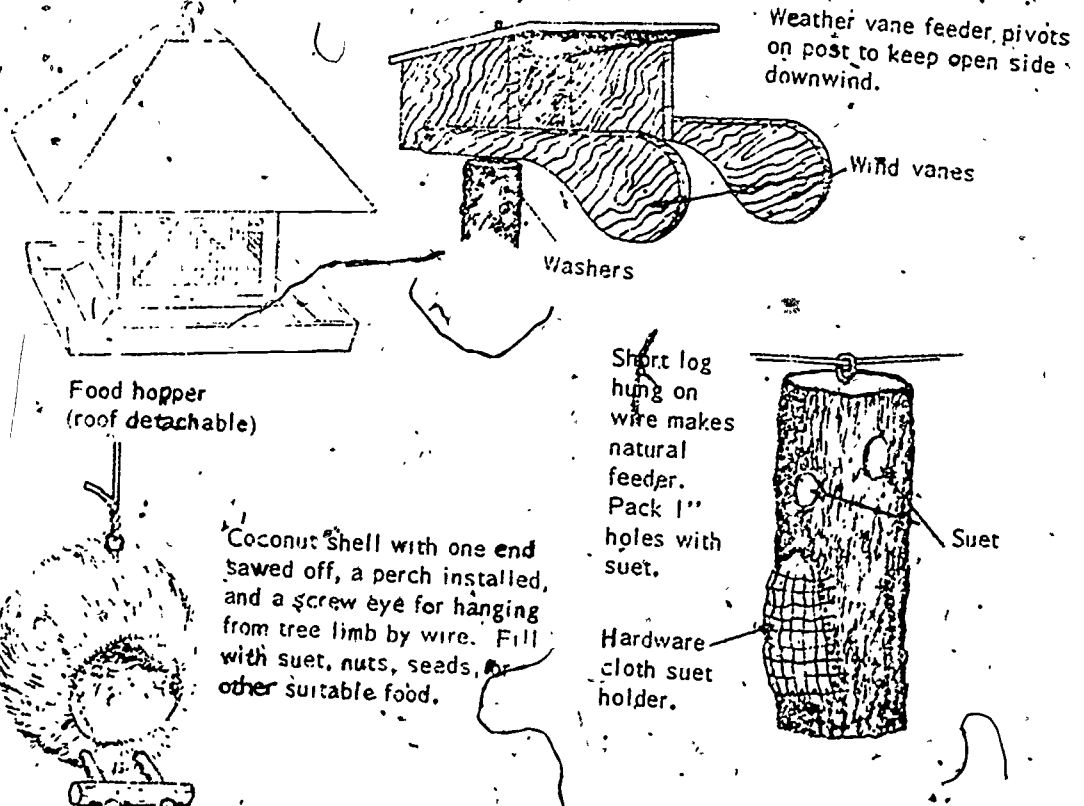 Weather vane feeder, pivots
on post to keep open side
downwind.
Wind vanes
Washers
Food hopper
(roof detachable)
Short log
hung on
wire makes
natural
feeder.
Pack 1"
holes with
suet.
Suet
Hardware
cloth suet
holder.
Coconut shell with one end
sawed off, a perch installed,
and a screw eye for hanging
from tree limb by wire. Fill
with suet, nuts, seeds, or
other suitable food.